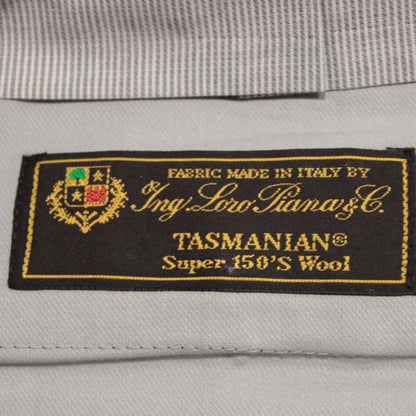 FABRIC MADE IN ITALY BY
Ing. Loro Piana & C.
TASMANIAN®
Super 150'S Wool